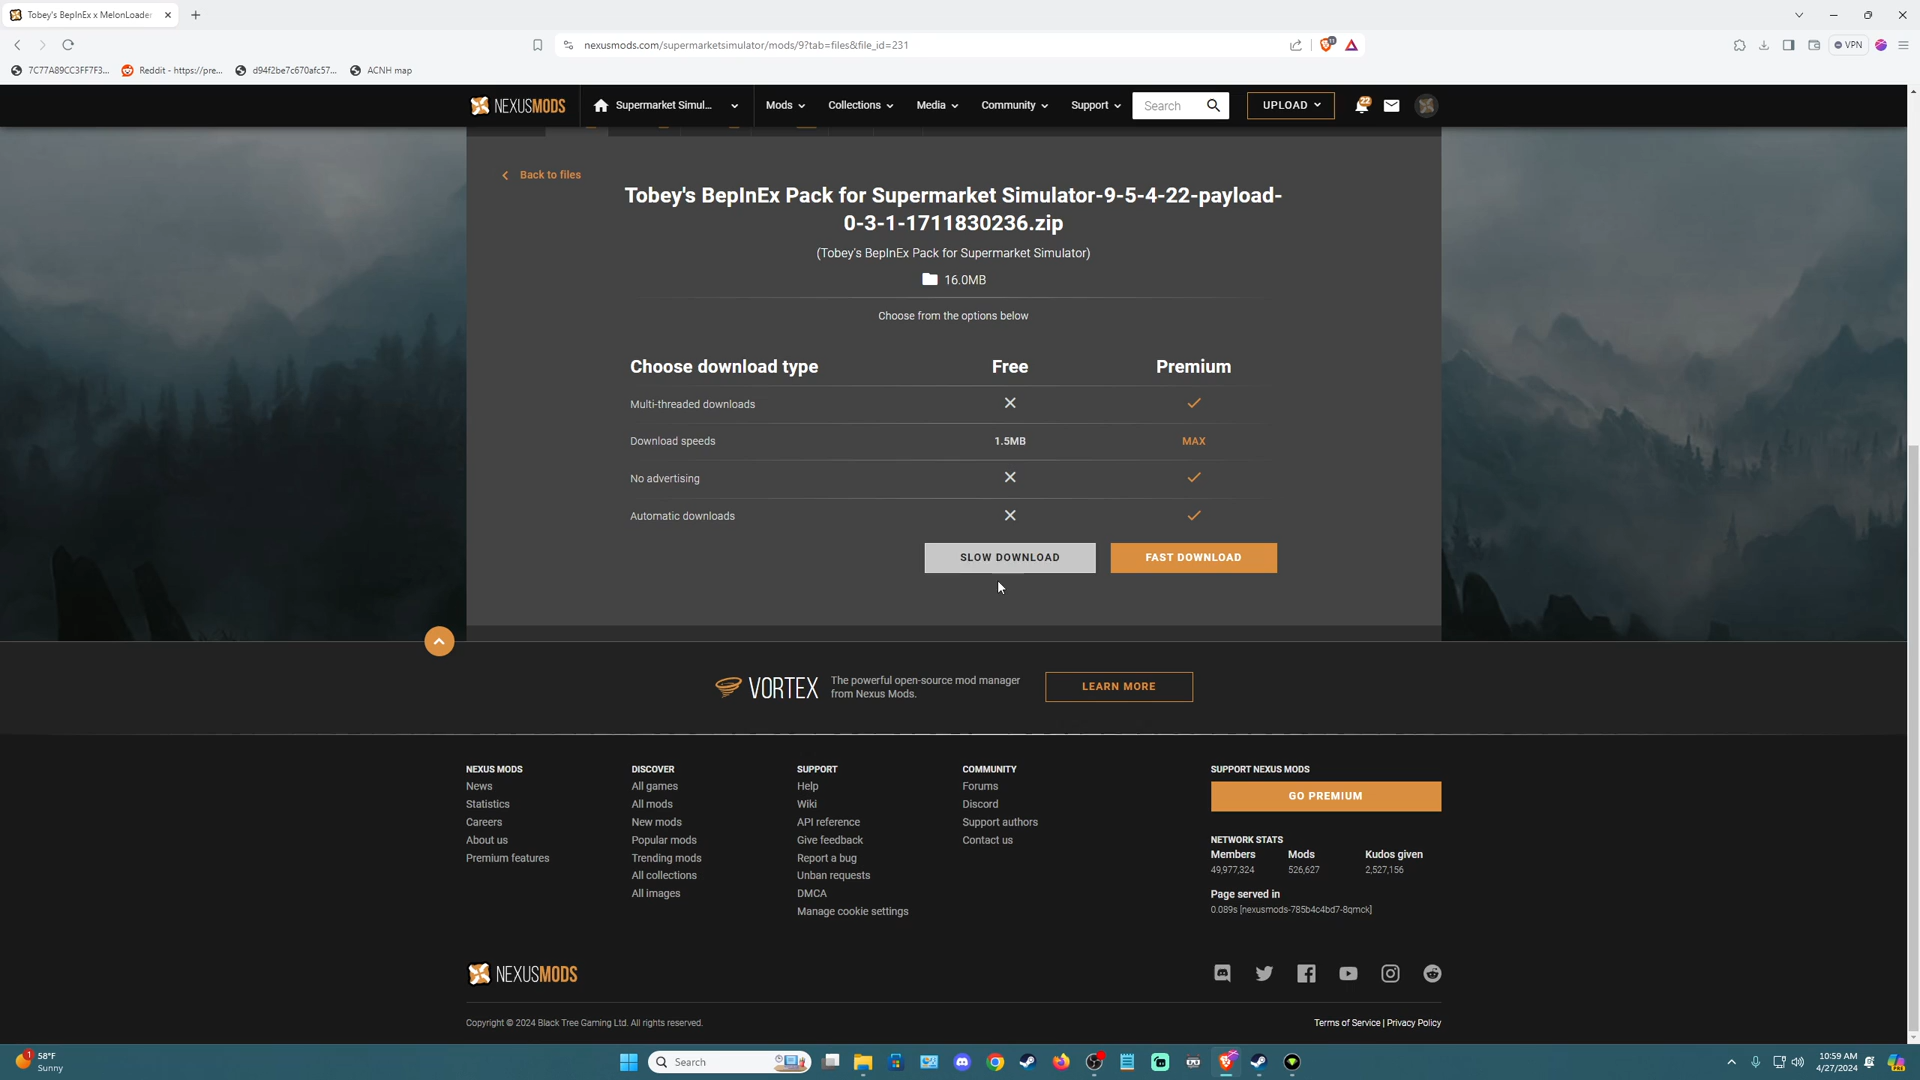 Tobey's BepInEx x MelonLoader
nexusmods.com/supermarketsimulator/mods/9?tab=files&file_id=231
11
VPN
7C77A89CC3FF7F3...
Reddit - https://pre...
d94f2be7c670afc57...
ACNH map
NEXUSMODS
Supermarket Simul...
Mods
Collections
Media
Community
Support
Search
UPLOAD
22
Back to files
Tobey's BepInEx Pack for Supermarket Simulator-9-5-4-22-payload-
0-3-1-1711830236.zip
(Tobey's BepInEx Pack for Supermarket Simulator)
16.0MB
Choose from the options below
Choose download type Free Premium
Multi-threaded downloads
Download speeds 1.5MB MAX
No advertising
Automatic downloads
SLOW DOWNLOAD FAST DOWNLOAD
VORTEX
The powerful open-source mod manager
from Nexus Mods.
LEARN MORE
NEXUS MODS
News
Statistics
Careers
About us
Premium features
DISCOVER
All games
All mods
New mods
Popular mods
Trending mods
All collections
All images
SUPPORT
Help
Wiki
API reference
Give feedback
Report a bug
Unban requests
DMCA
Manage cookie settings
COMMUNITY
Forums
Discord
Support authors
Contact us
SUPPORT NEXUS MODS
GO PREMIUM
NETWORK STATS
Members Mods Kudos given
49,977,324 526,627 2,527,156
Page served in
0.089s [nexusmods-785b4c4bd7-8qmck]
NEXUSMODS
Copyright © 2024 Black Tree Gaming Ltd. All rights reserved.
Terms of Service | Privacy Policy
1
58°F
Sunny
Search
10:59 AM
4/27/2024